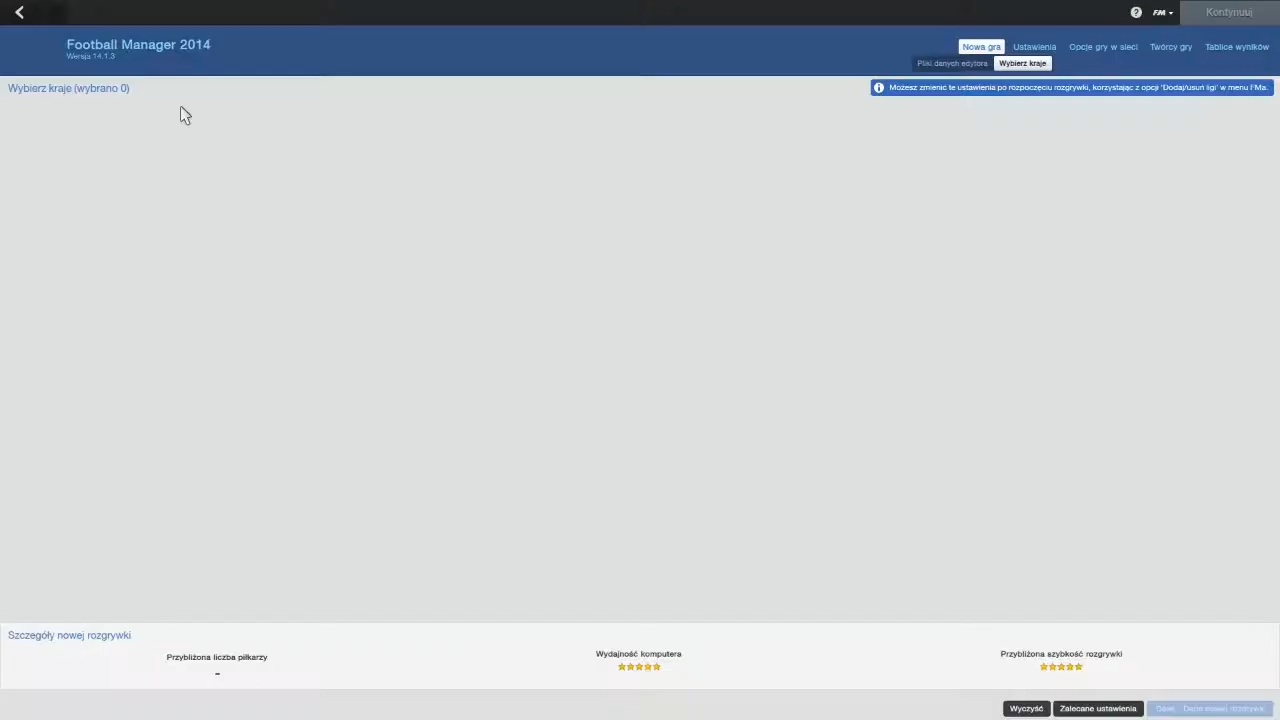 ? FM Kontynuuj
Football Manager 2014
Wersja 14.1.3
Nowa gra Ustawienia Opcje gry w sieci Twórcy gry Tablice wyników
Pliki danych edytora Wybierz kraje
Wybierz kraje (wybrano 0)
Możesz zmienić te ustawienia po rozpoczęciu rozgrywki, korzystając z opcji 'Dodaj/usuń ligi' w menu FMa.
Szczegóły nowej rozgrywki
Przybliżona liczba piłkarzy
-
Wydajność komputera
Przybliżona szybkość rozgrywki
Wyczyść Zalecane ustawienia Dalej - Dane nowej rozgrywki